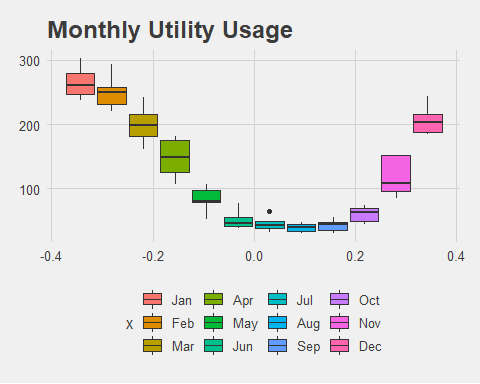 Monthly Utility Usage
300
200
100
-0.4 -0.2 0.0 0.2 0.4
Jan Apr Jul Oct
x Feb May Aug Nov
Mar Jun Sep Dec